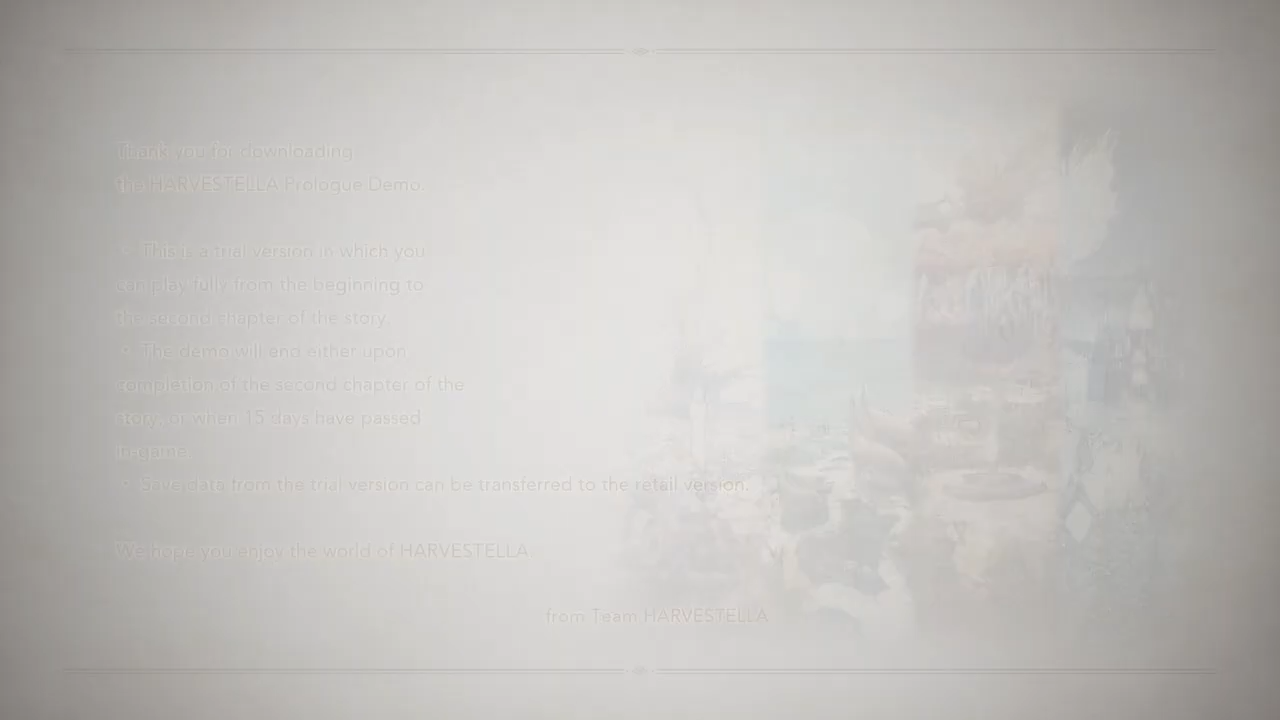 Thank you for downloading
the HARVESTELLA Prologue Demo.
・ This is a trial version in which you
can play fully from the beginning to
the second chapter of the story.
・ The demo will end either upon
completion of the second chapter of the
story, or when 15 days have passed
in-game.
・ Save data from the trial version can be transferred to the retail version.
We hope you enjoy the world of HARVESTELLA.
from Team HARVESTELLA